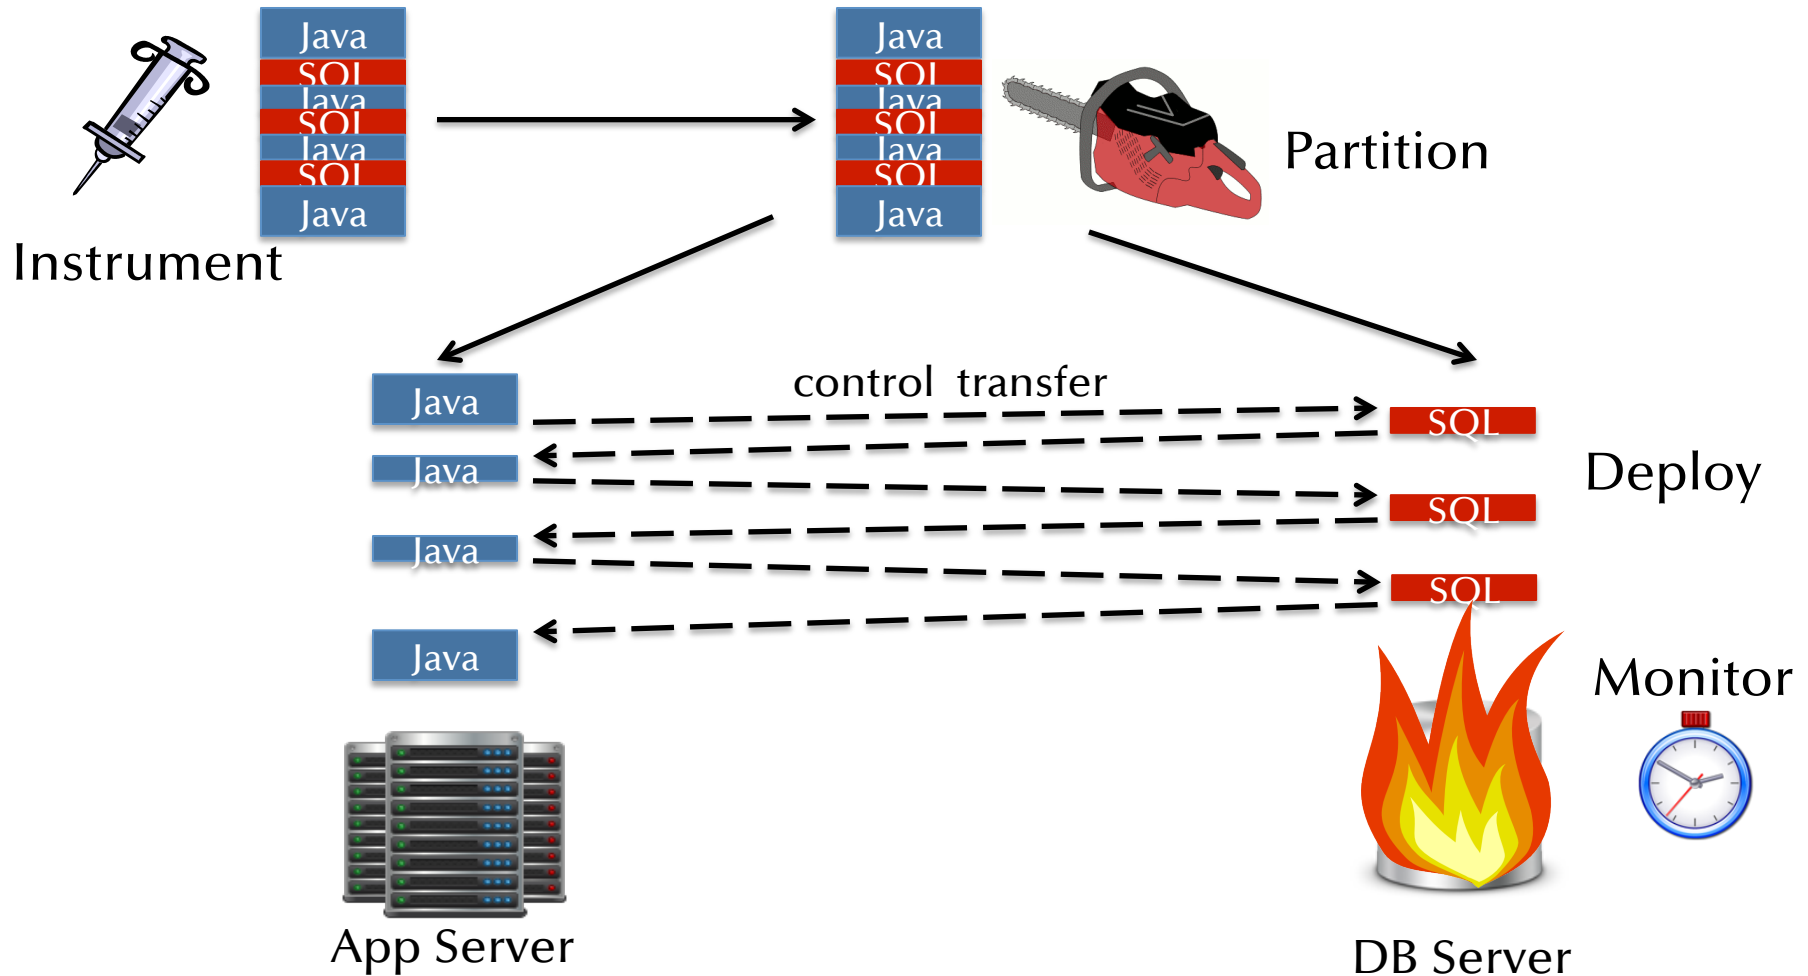 Java
SQL
Java
SQL
Java
SQL
Java
Instrument
Java
SQL
Java
SQL
Java
SQL
Java
Partition
control transfer
Java
SQL
Java
Deploy
SQL
Java
SQL
Java
Monitor
App Server
DB Server